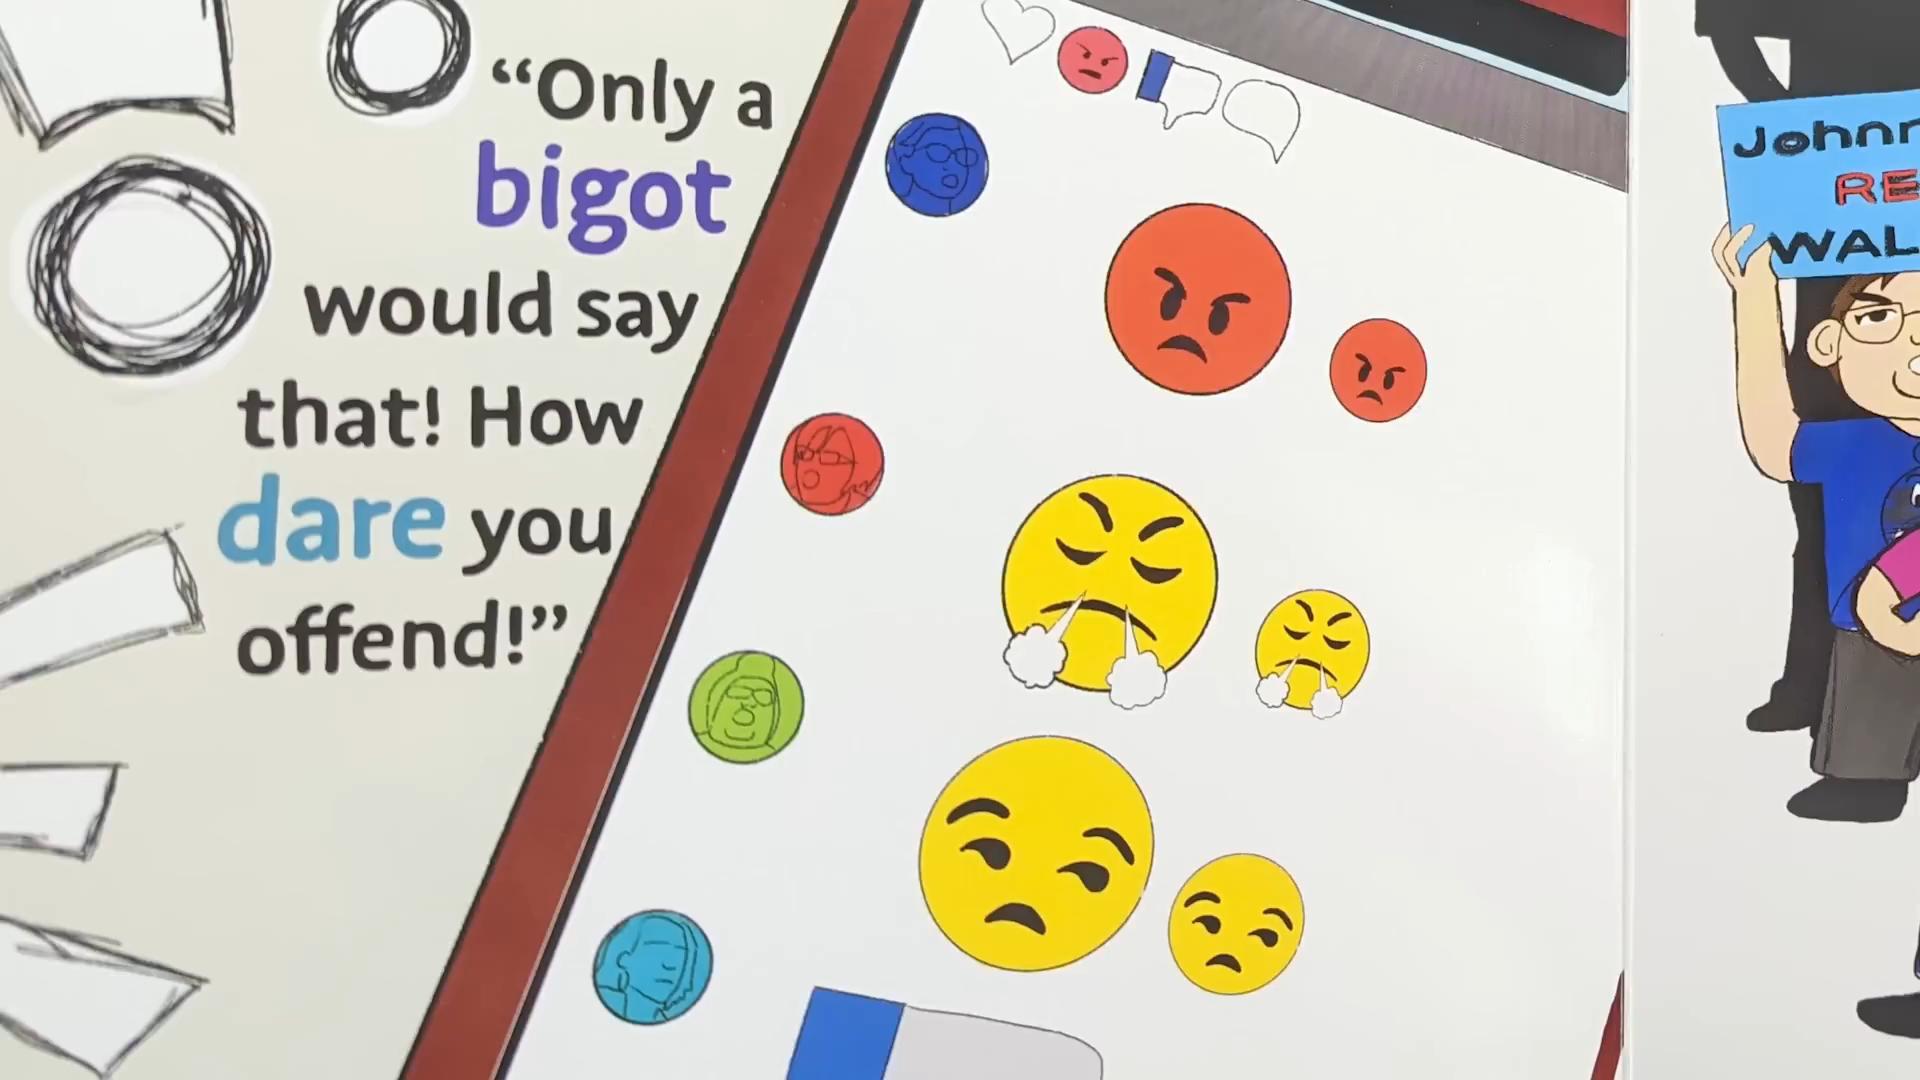 “Only a
bigot
would say
that! How
dare you
offend!”